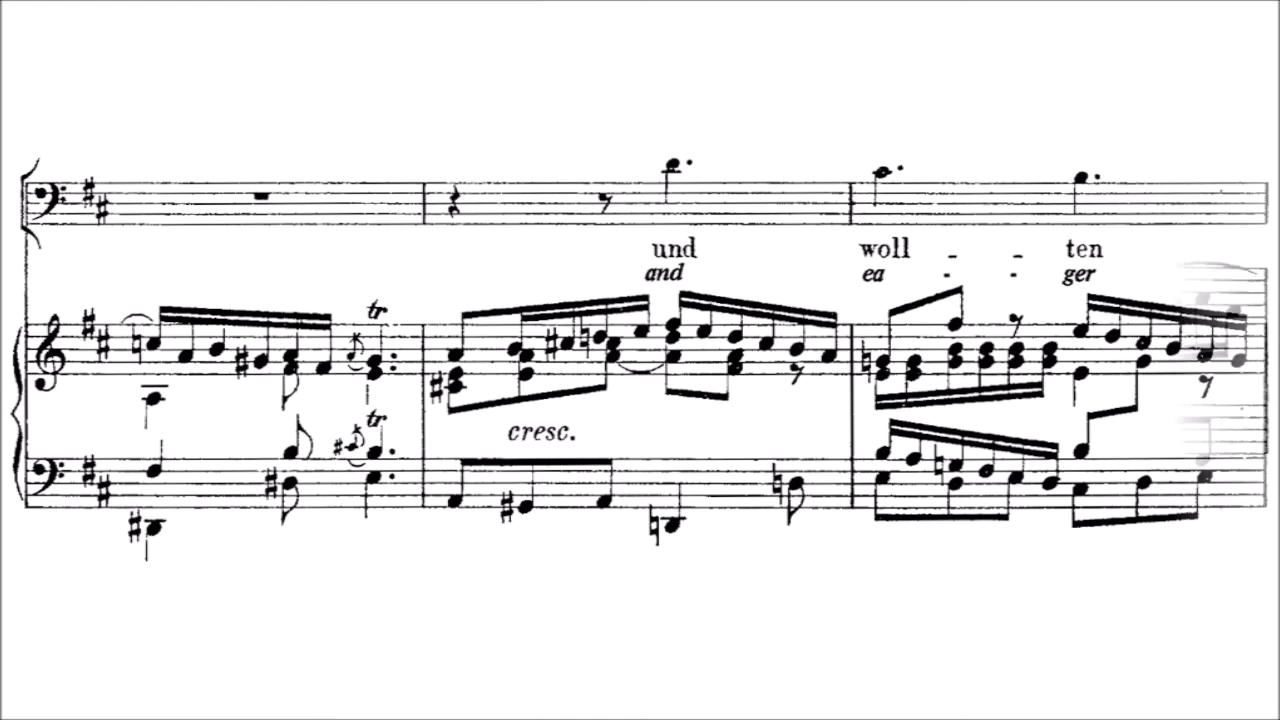 und woll - - ten
and ea - - ger
tr
tr
cresc.